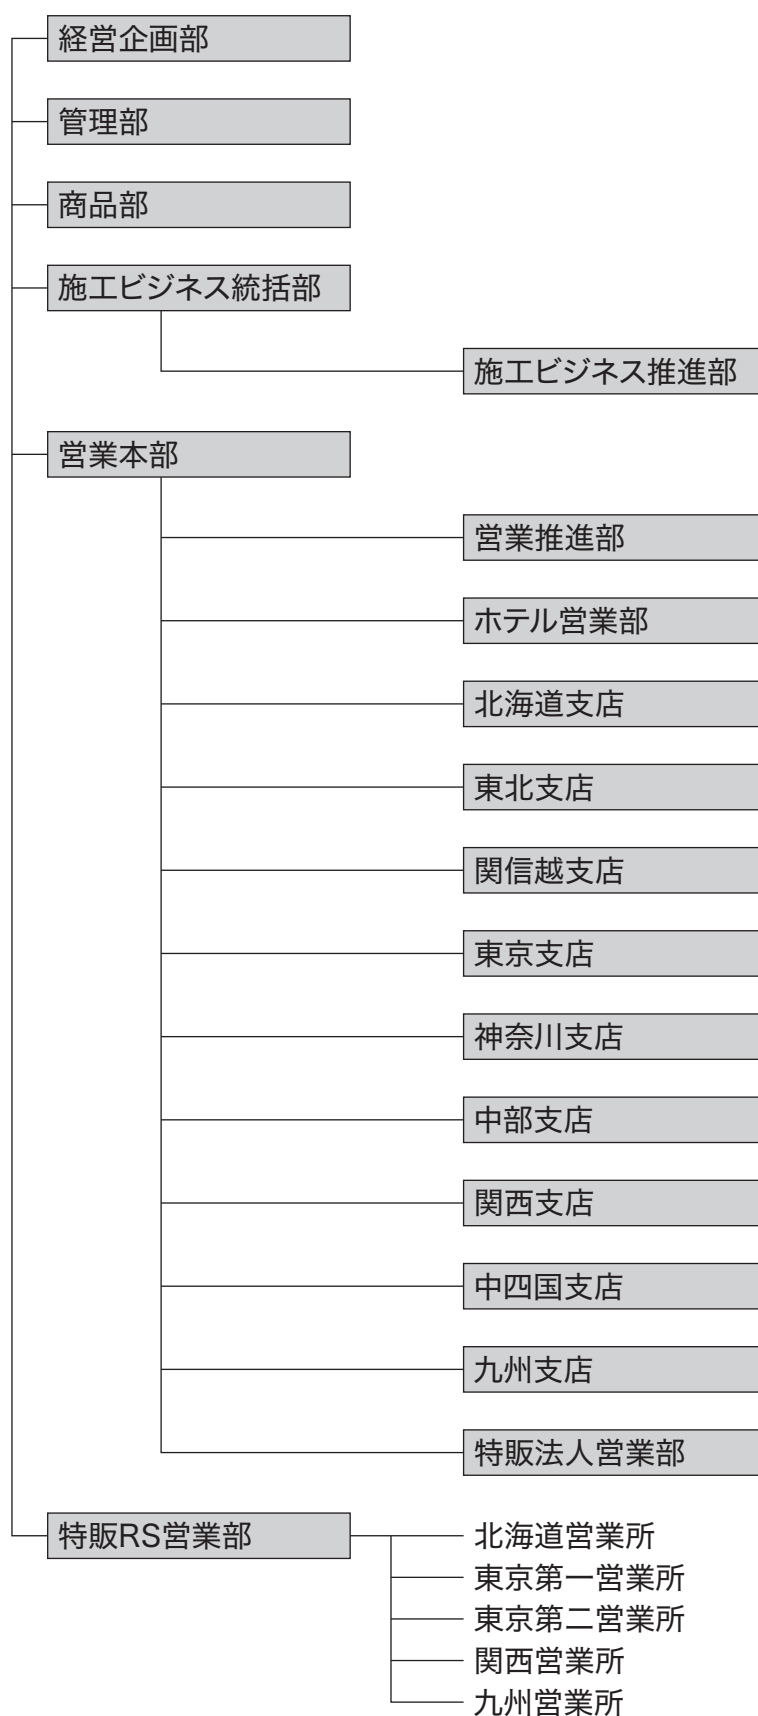 経営企画部
管理部
商品部
施工ビジネス統括部
施工ビジネス推進部
営業本部
営業推進部
ホテル営業部
北海道支店
東北支店
関信越支店
東京支店
神奈川支店
中部支店
関西支店
中四国支店
九州支店
特販法人営業部
特販RS営業部
北海道営業所
東京第一営業所
東京第二営業所
関西営業所
九州営業所